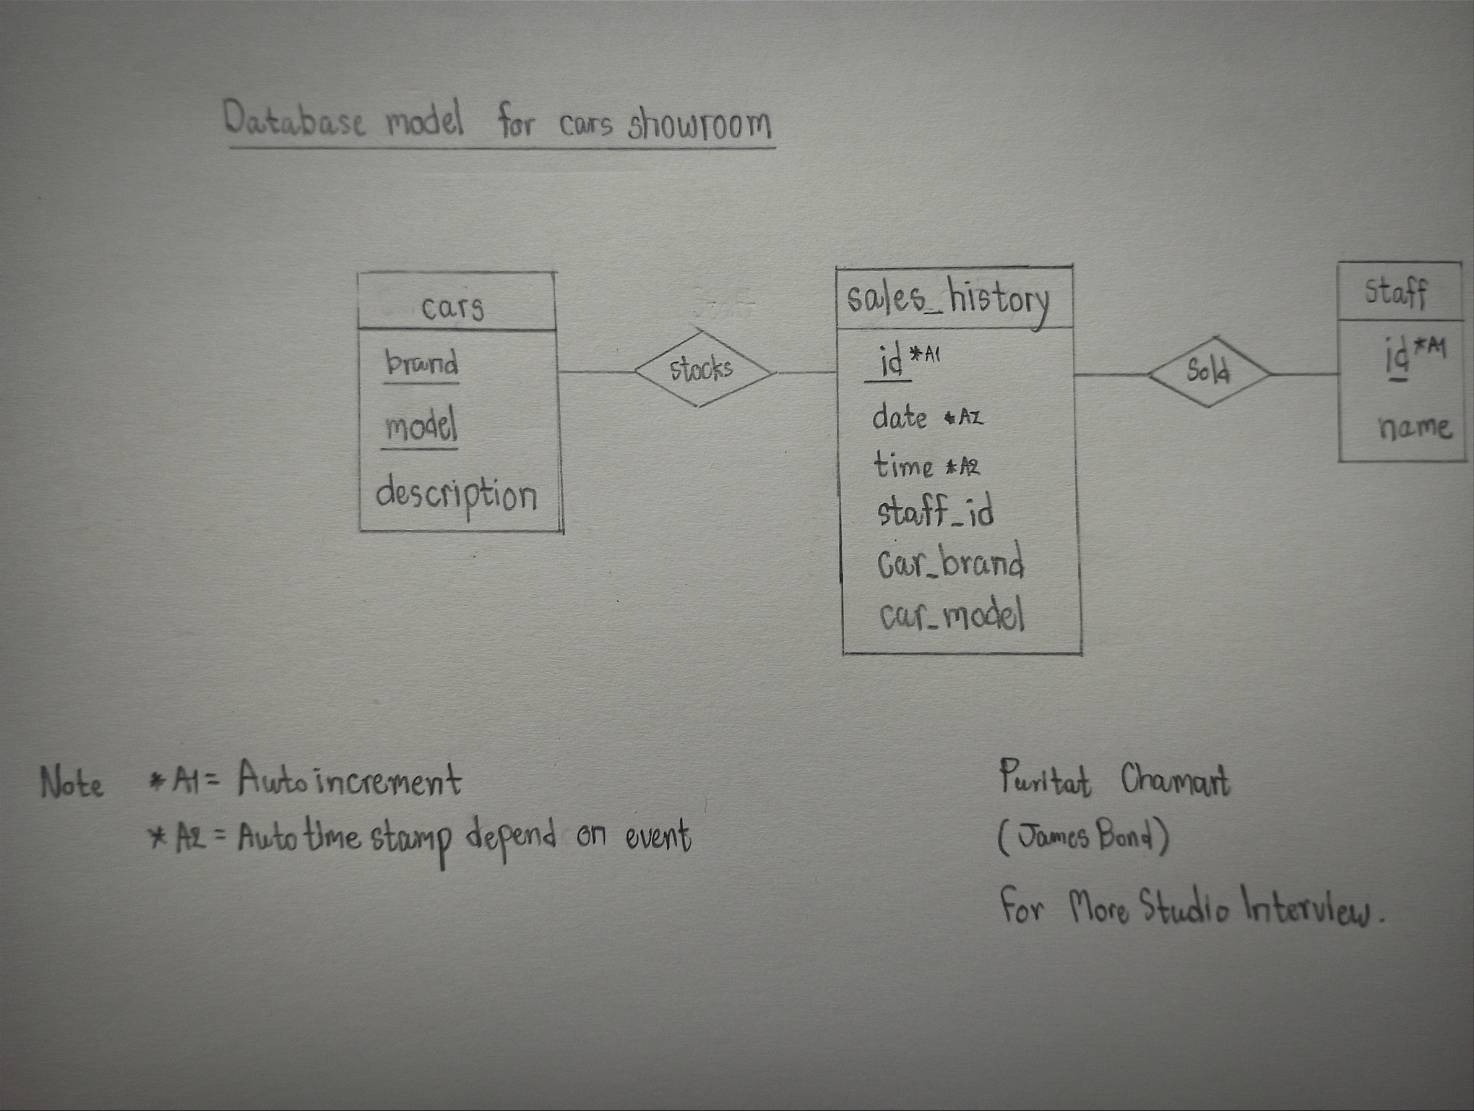 Database model for cars showroom
cars
brand
model
description
stocks
sales_history
id *A1
date *A2
time *A2
staff_id
car_brand
car_model
Sold
staff
id *A1
name
Note *A1 = Auto increment
*A2 = Auto time stamp depend on event
Puritat Chamart
(James Bond)
For More Studio Interview.